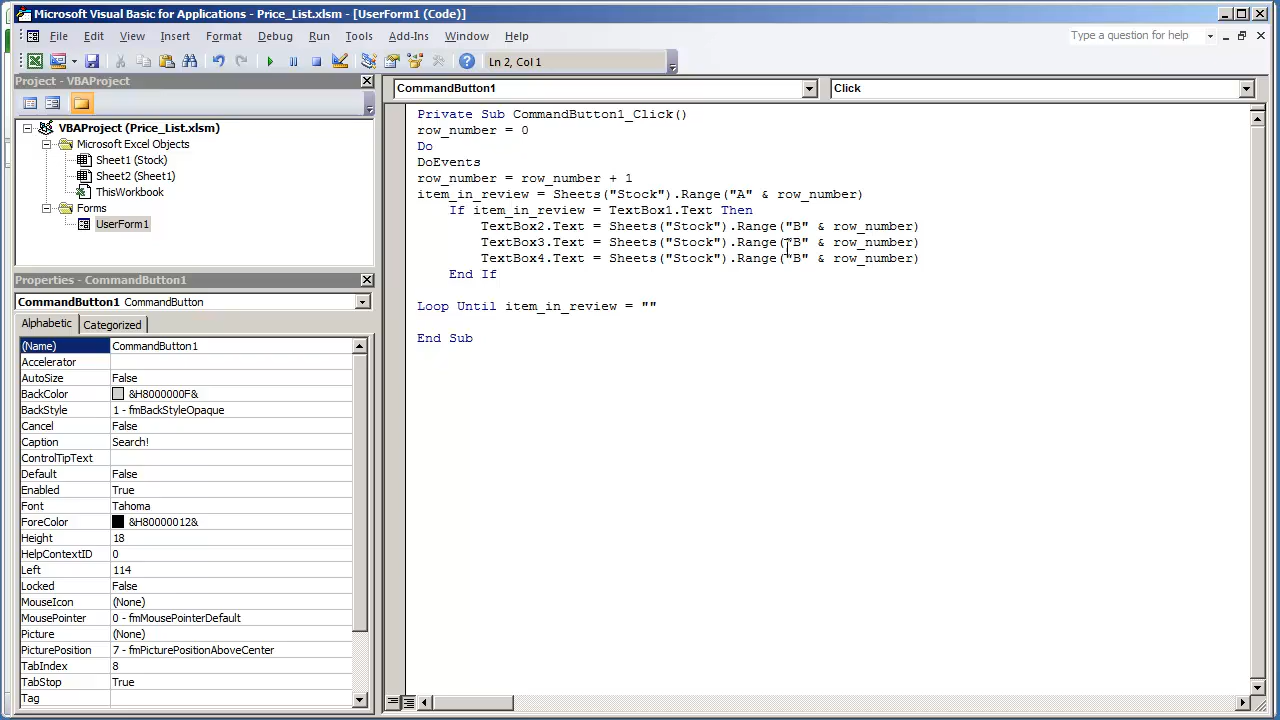 Microsoft Visual Basic for Applications - Price_List.xlsm - [UserForm1 (Code)]
File Edit View Insert Format Debug Run Tools Add-Ins Window Help
Type a question for help
Ln 2, Col 1
Project - VBAProject
VBAProject (Price_List.xlsm)
Microsoft Excel Objects
Sheet1 (Stock)
Sheet2 (Sheet1)
ThisWorkbook
Forms
UserForm1
Properties - CommandButton1
CommandButton1 CommandButton
Alphabetic Categorized
(Name) CommandButton1
Accelerator
AutoSize False
BackColor &H8000000F&
BackStyle 1 - fmBackStyleOpaque
Cancel False
Caption Search!
ControlTipText
Default False
Enabled True
Font Tahoma
ForeColor &H80000012&
Height 18
HelpContextID 0
Left 114
Locked False
MouseIcon (None)
MousePointer 0 - fmMousePointerDefault
Picture (None)
PicturePosition 7 - fmPicturePositionAboveCenter
TabIndex 8
TabStop True
Tag
CommandButton1
Click
Private Sub CommandButton1_Click()
row_number = 0
Do
DoEvents
row_number = row_number + 1
item_in_review = Sheets("Stock").Range("A" & row_number)
If item_in_review = TextBox1.Text Then
TextBox2.Text = Sheets("Stock").Range("B" & row_number)
TextBox3.Text = Sheets("Stock").Range("B" & row_number)
TextBox4.Text = Sheets("Stock").Range("B" & row_number)
End If
Loop Until item_in_review = ""
End Sub